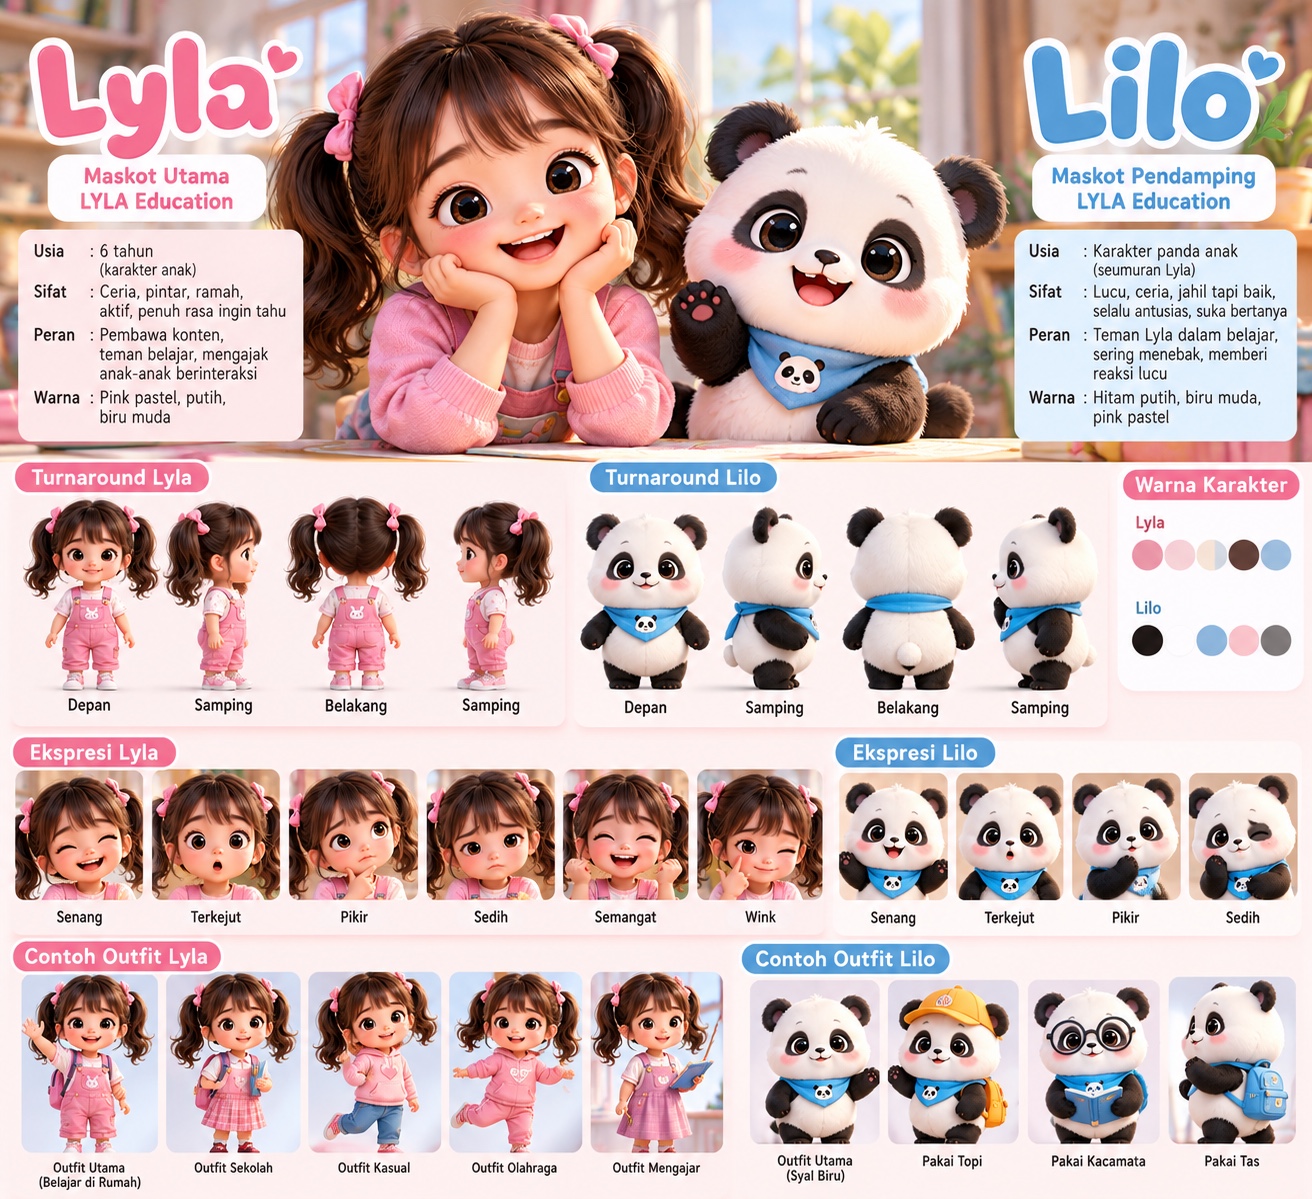 Lyla
Maskot Utama
LYLA Education
Usia : 6 tahun
(karakter anak)
Sifat : Ceria, pintar, ramah,
aktif, penuh rasa ingin tahu
Peran : Pembawa konten,
teman belajar, mengajak
anak-anak berinteraksi
Warna : Pink pastel, putih,
biru muda
Lilo
Maskot Pendamping
LYLA Education
Usia : Karakter panda anak
(seumuran Lyla)
Sifat : Lucu, ceria, jahil tapi baik,
selalu antusias, suka bertanya
Peran : Teman Lyla dalam belajar,
sering menebak, memberi
reaksi lucu
Warna : Hitam putih, biru muda,
pink pastel
Turnaround Lyla
Depan
Samping
Belakang
Samping
Turnaround Lilo
Depan
Samping
Belakang
Samping
Warna Karakter
Lyla
Lilo
Ekspresi Lyla
Senang
Terkejut
Pikir
Sedih
Semangat
Wink
Ekspresi Lilo
Senang
Terkejut
Pikir
Sedih
Contoh Outfit Lyla
Outfit Utama
(Belajar di Rumah)
Outfit Sekolah
Outfit Kasual
Outfit Olahraga
Outfit Mengajar
Contoh Outfit Lilo
Outfit Utama
(Syal Biru)
Pakai Topi
Pakai Kacamata
Pakai Tas